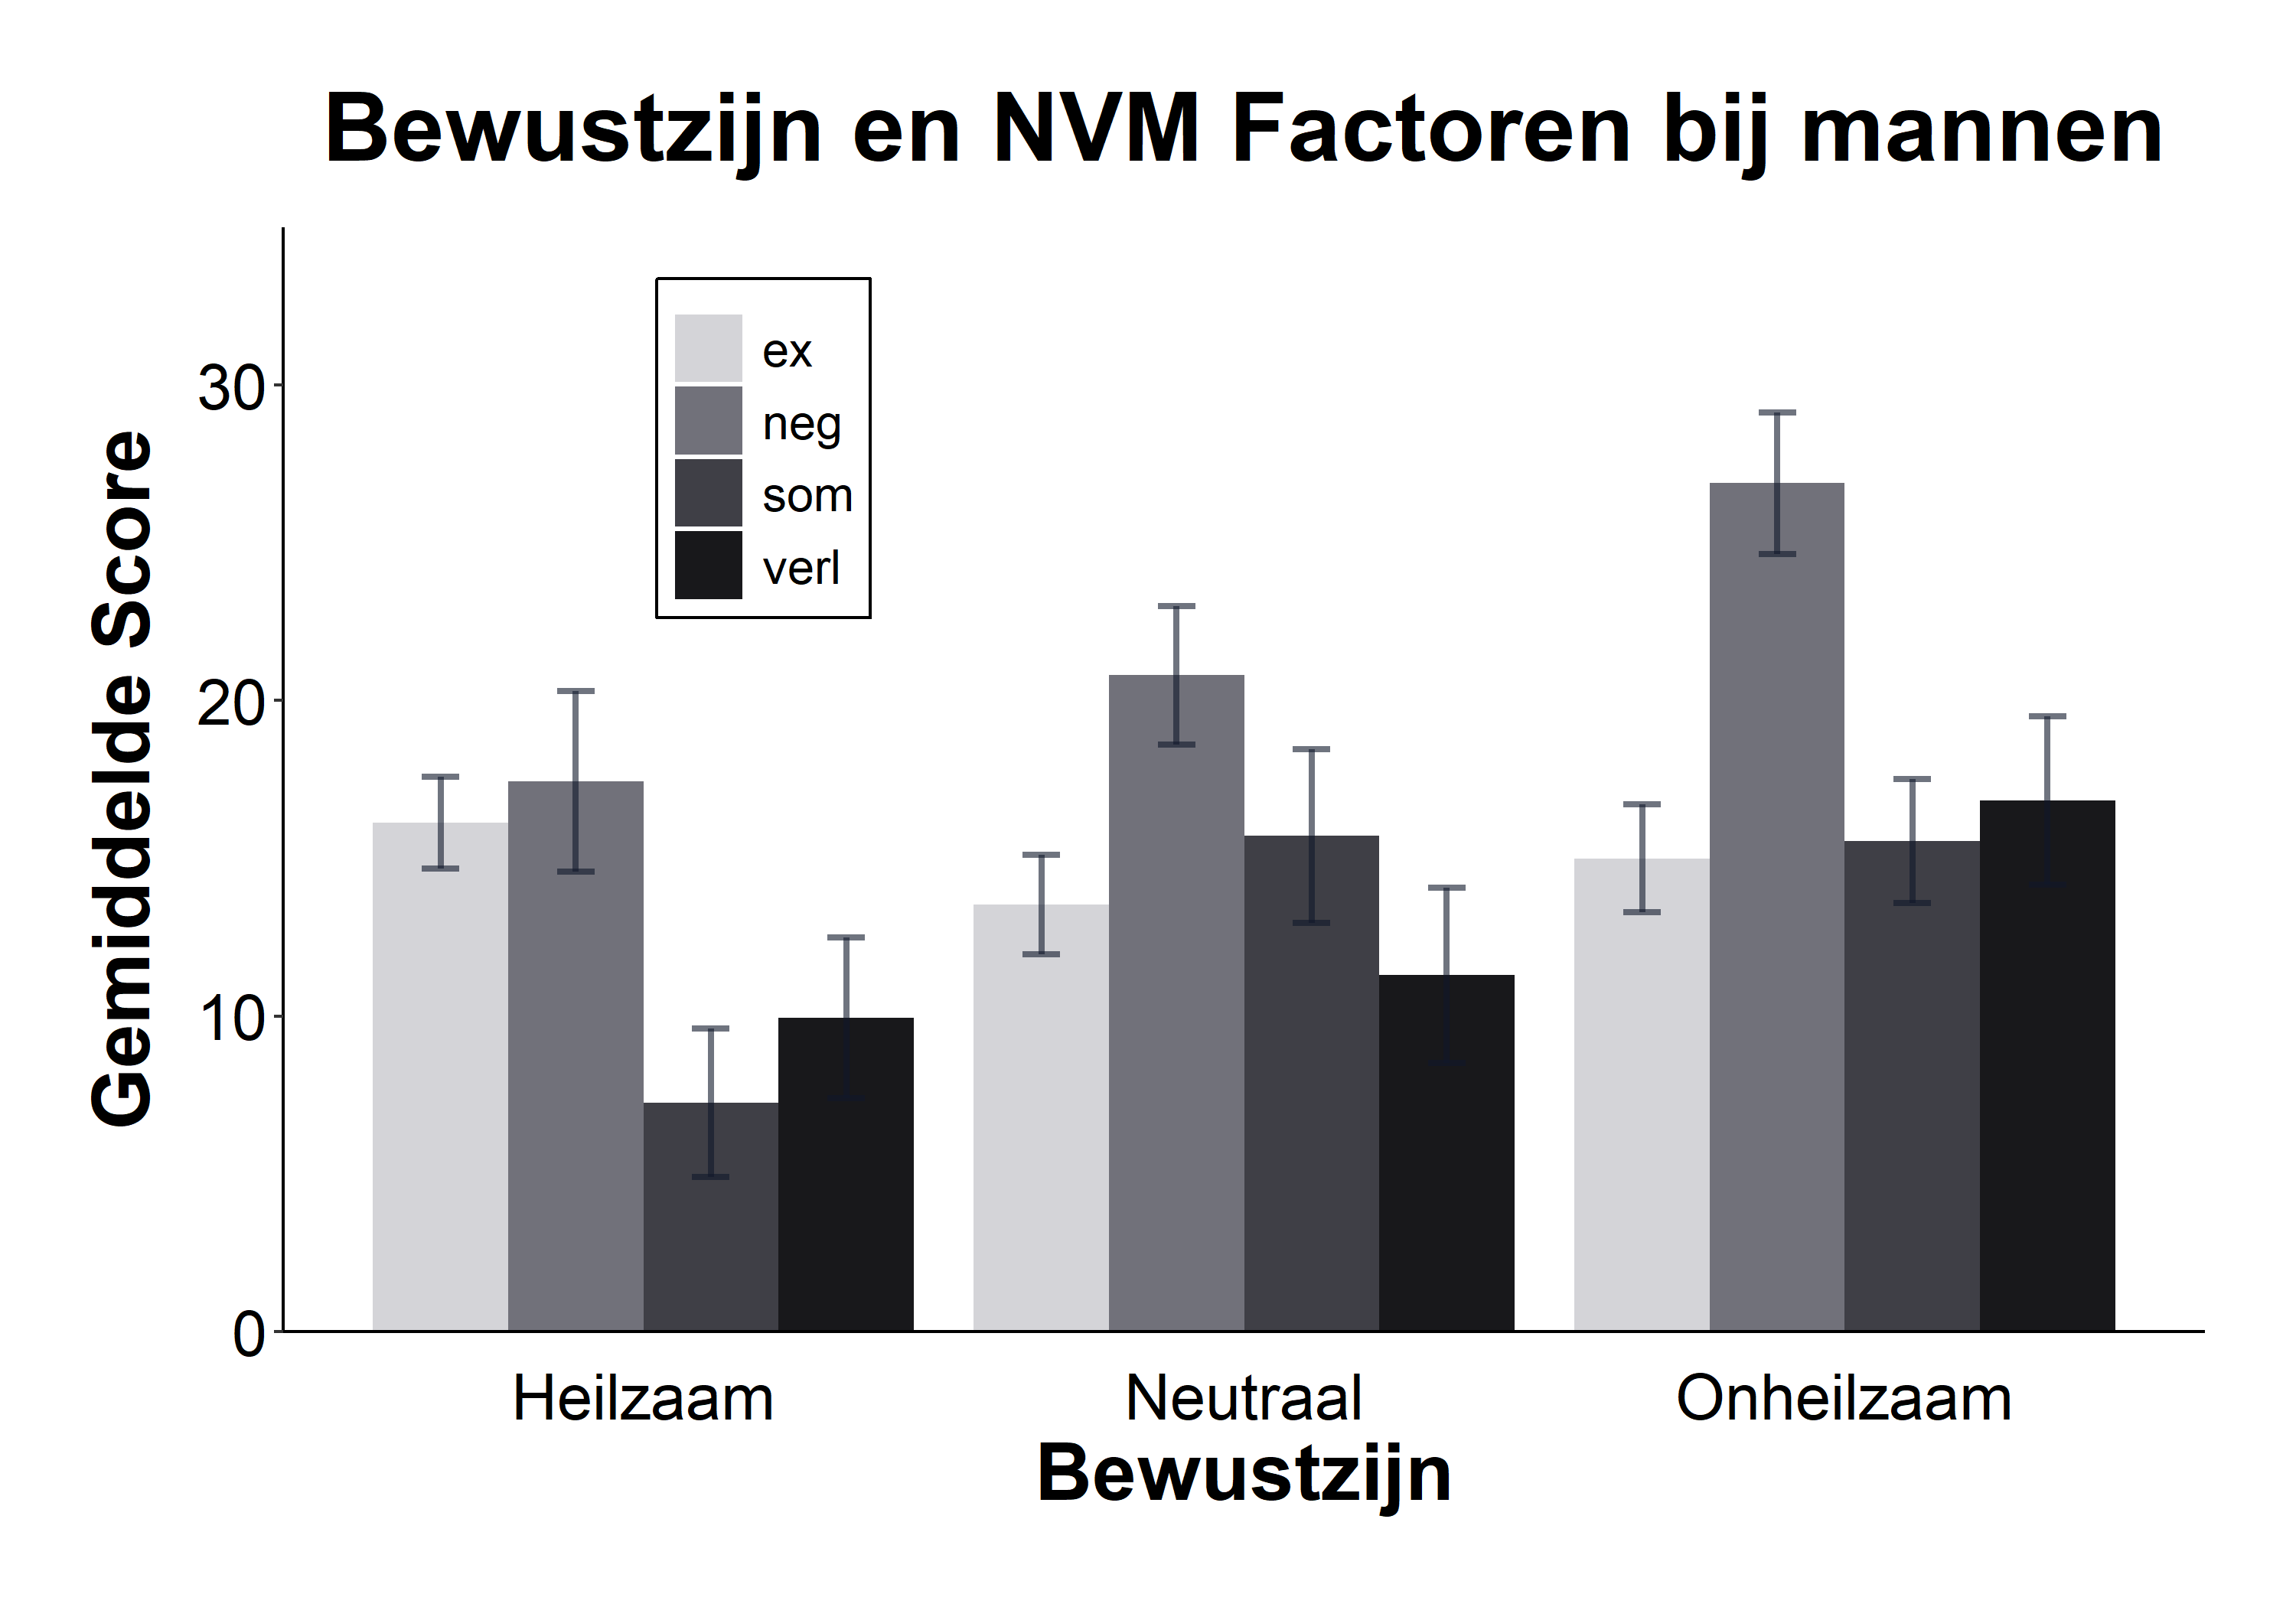 Bewustzijn en NVM Factoren bij mannen
Gemiddelde Score
30
20
10
0
ex
neg
som
verl
Heilzaam
Neutraal
Onheilzaam
Bewustzijn